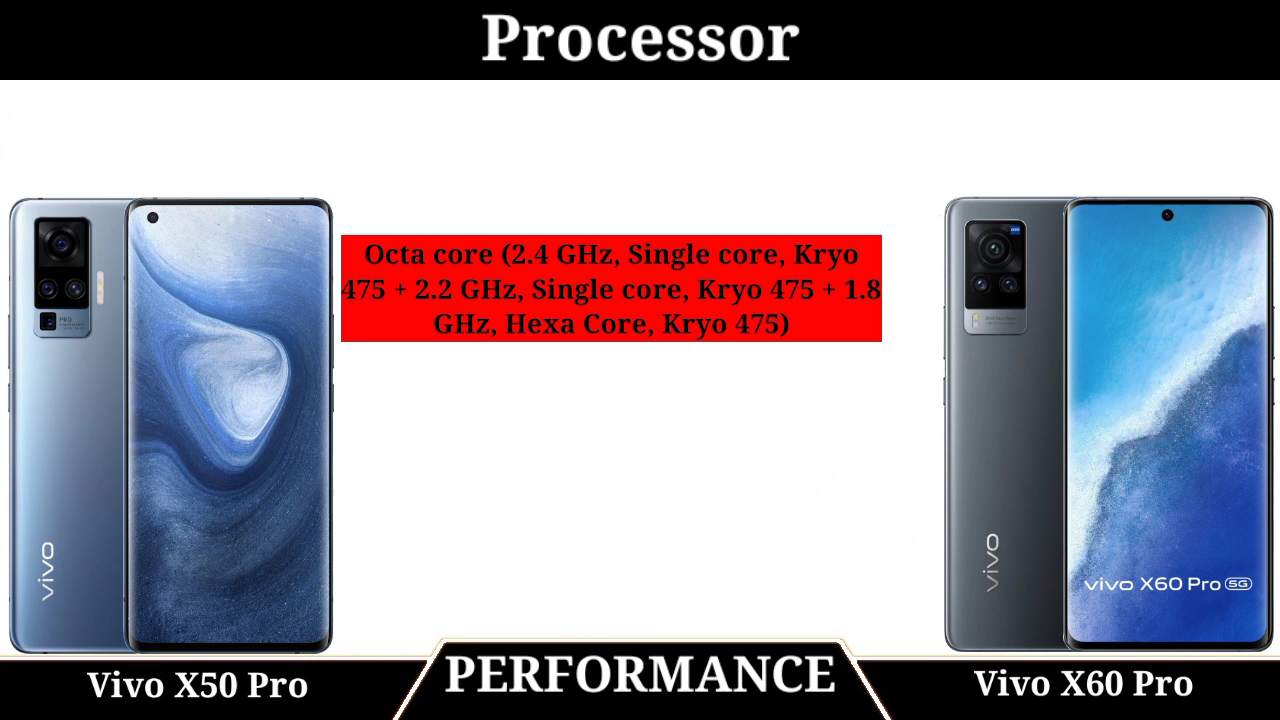 Processor
Octa core (2.4 GHz, Single core, Kryo
475 + 2.2 GHz, Single core, Kryo 475 + 1.8
GHz, Hexa Core, Kryo 475)
PRO
vivo
vivo
vivo X60 Pro 5G
Vivo X50 Pro
PERFORMANCE
Vivo X60 Pro